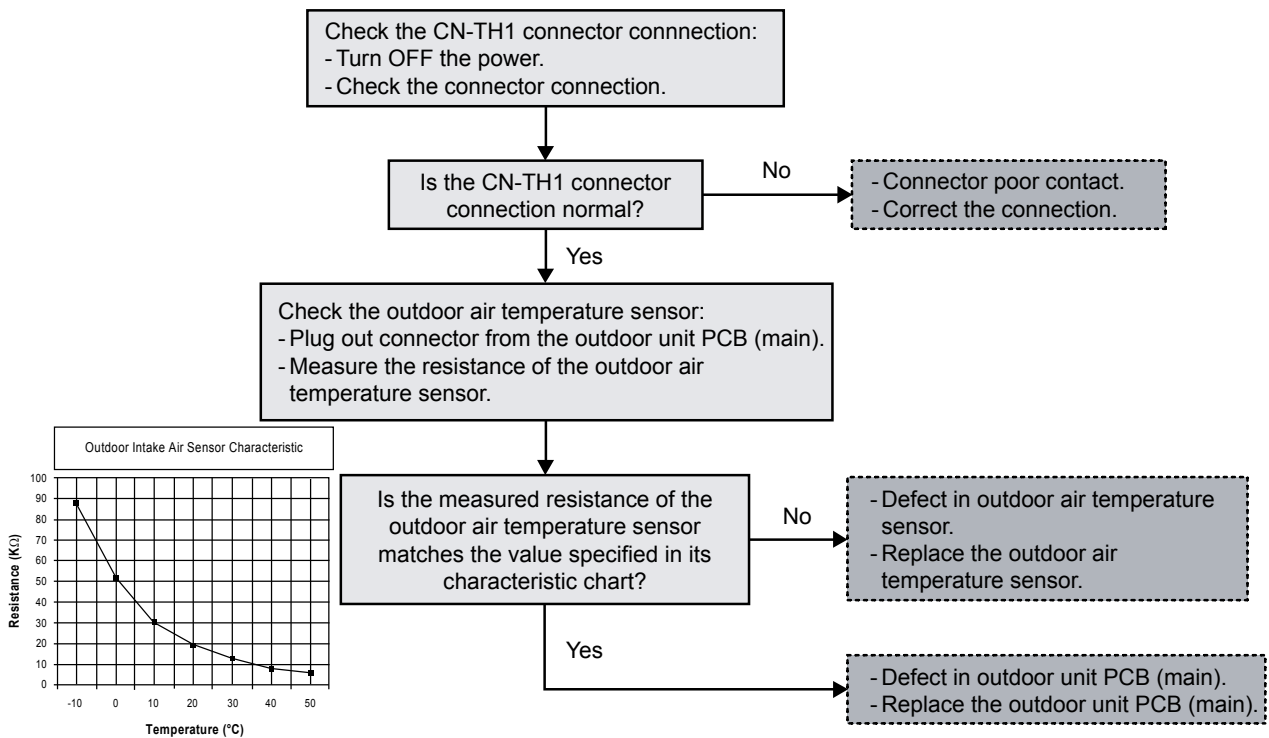 Check the CN-TH1 connector connnection:
- Turn OFF the power.
- Check the connector connection.
Is the CN-TH1 connector
connection normal?
No
- Connector poor contact.
- Correct the connection.
Yes
Check the outdoor air temperature sensor:
- Plug out connector from the outdoor unit PCB (main).
- Measure the resistance of the outdoor air
temperature sensor.
Outdoor Intake Air Sensor Characteristic
100
90
80
70
60
50
40
30
20
10
0
Resistance (KΩ)
-10 0 10 20 30 40 50
Temperature (°C)
Is the measured resistance of the
outdoor air temperature sensor
matches the value specified in its
characteristic chart?
No
- Defect in outdoor air temperature
sensor.
- Replace the outdoor air
temperature sensor.
Yes
- Defect in outdoor unit PCB (main).
- Replace the outdoor unit PCB (main).